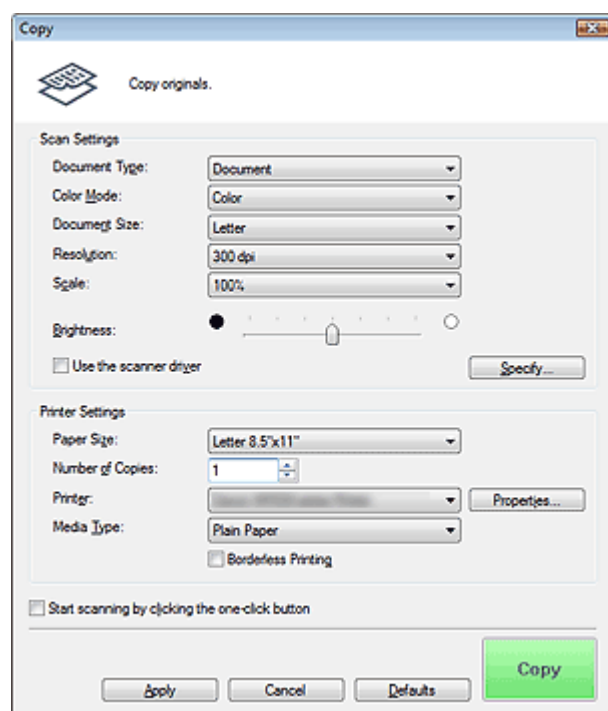 Copy
Copy originals.
Scan Settings
Document Type: Document
Color Mode: Color
Document Size: Letter
Resolution: 300 dpi
Scale: 100%
Brightness:
Use the scanner driver Specify...
Printer Settings
Paper Size: Letter 8.5"x11"
Number of Copies: 1
Printer: Properties...
Media Type: Plain Paper
Borderless Printing
Start scanning by clicking the one-click button
Apply Cancel Defaults Copy